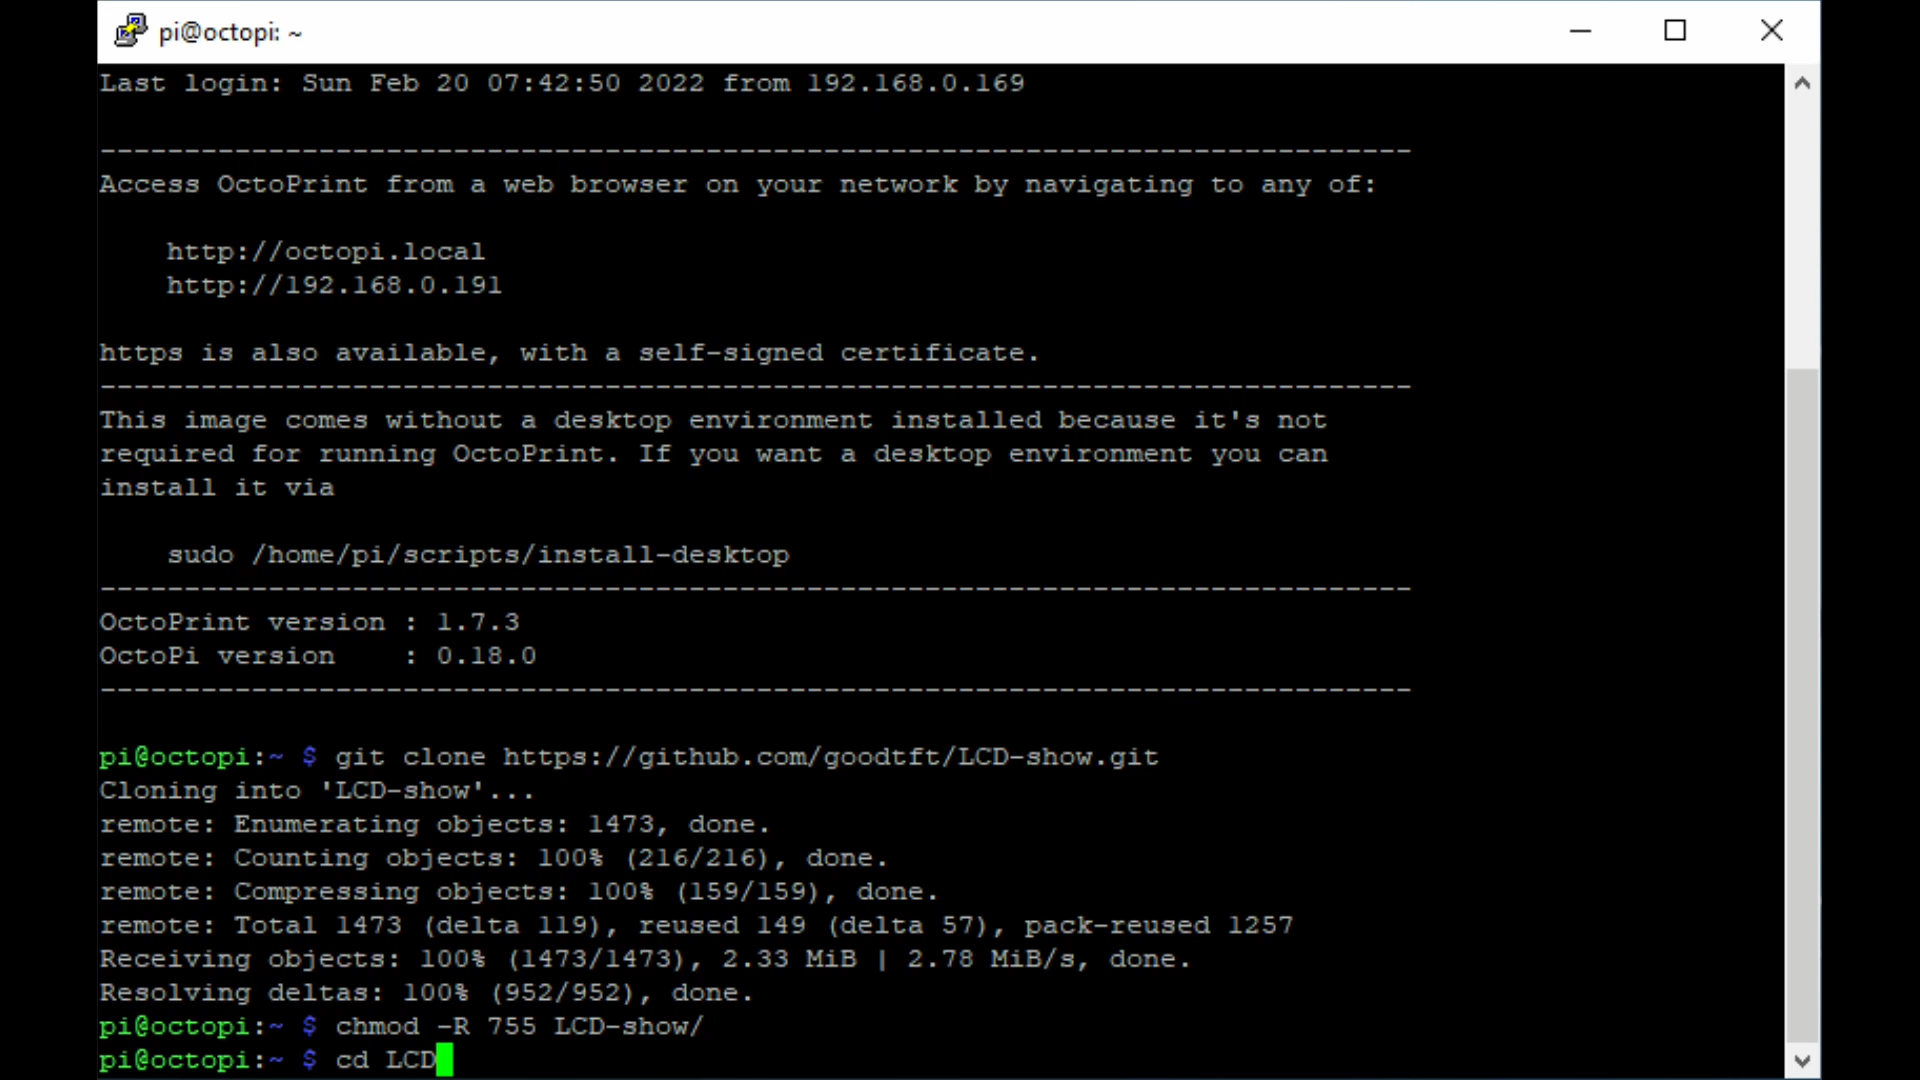 pi@octopi: ~
Last login: Sun Feb 20 07:42:50 2022 from 192.168.0.169
------------------------------------------------------------------------------
Access OctoPrint from a web browser on your network by navigating to any of:
http://octopi.local
http://192.168.0.191
https is also available, with a self-signed certificate.
------------------------------------------------------------------------------
This image comes without a desktop environment installed because it's not
required for running OctoPrint. If you want a desktop environment you can
install it via
sudo /home/pi/scripts/install-desktop
------------------------------------------------------------------------------
OctoPrint version : 1.7.3
OctoPi version    : 0.18.0
------------------------------------------------------------------------------
pi@octopi:~ $ git clone https://github.com/goodtft/LCD-show.git
Cloning into 'LCD-show'...
remote: Enumerating objects: 1473, done.
remote: Counting objects: 100% (216/216), done.
remote: Compressing objects: 100% (159/159), done.
remote: Total 1473 (delta 119), reused 149 (delta 57), pack-reused 1257
Receiving objects: 100% (1473/1473), 2.33 MiB | 2.78 MiB/s, done.
Resolving deltas: 100% (952/952), done.
pi@octopi:~ $ chmod -R 755 LCD-show/
pi@octopi:~ $ cd LCD